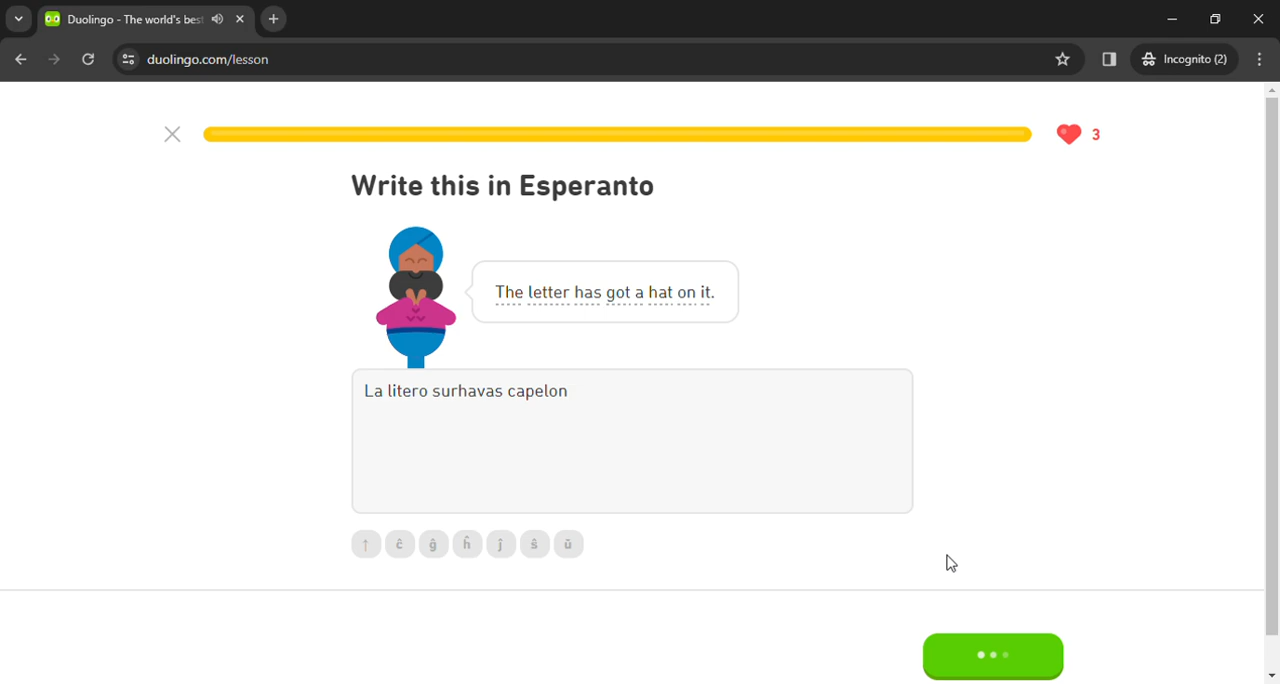 Duolingo - The world's bes
duolingo.com/lesson
Incognito (2)
3
Write this in Esperanto
The letter has got a hat on it.
La litero surhavas capelon
↑ ĉ ĝ ĥ ĵ ŝ ŭ